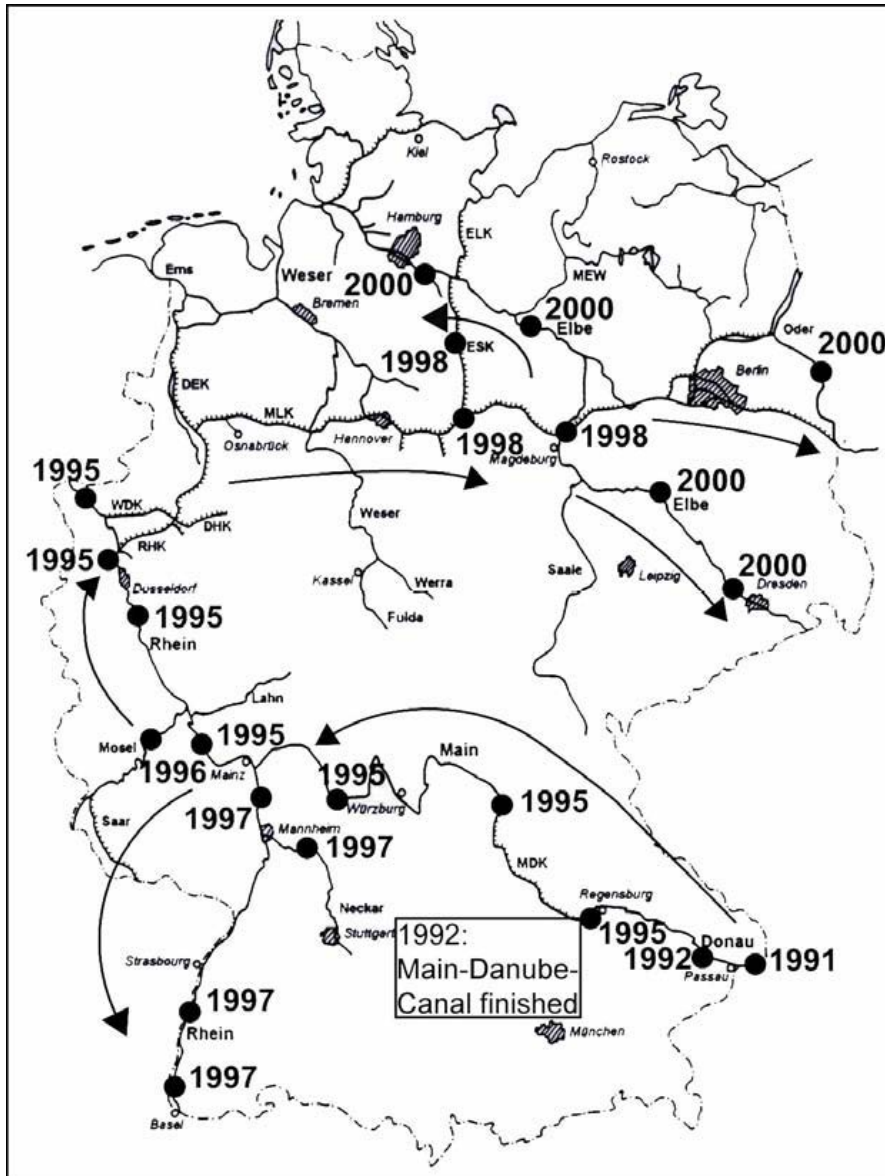 Kiel
Rostock
Hamburg
ELK
Ems
Weser
MEW
2000
Bremen
2000
Elbe
Oder
2000
ESK
1998
Berlin
DEK
MLK
Osnabrück
Hannover
1998
1998
Magdeburg
1995
WDK
DHK
2000
Elbe
RHK
Weser
1995
Dusseldorf
Kassel
Werra
Saale
Leipzig
2000
Dresden
1995
Rhein
Fulda
Lahn
Mosel
1995
Main
1996
Mainz
1995
Würzburg
1995
Saar
1997
Mannheim
1997
MDK
Neckar
Regensburg
Stuttgart
1992:
Main-Danube-
Canal finished
1995
Donau
1992
1991
Passau
Strasbourg
1997
Rhein
München
1997
Basel